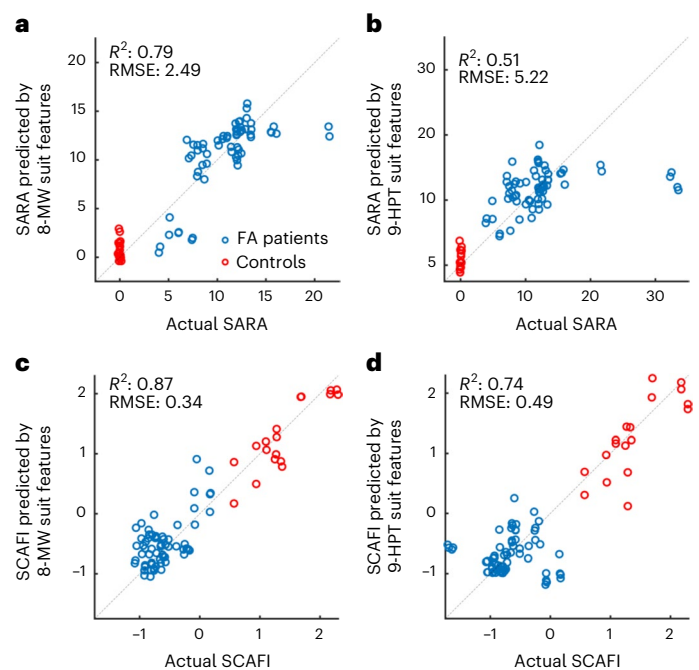 a
R²: 0.79
RMSE: 2.49
SARA predicted by
8-MW suit features
20
15
10
5
0
0 5 10 15 20
Actual SARA
FA patients
Controls
b
R²: 0.51
RMSE: 5.22
SARA predicted by
9-HPT suit features
30
20
10
5
0 10 20 30
Actual SARA
c
R²: 0.87
RMSE: 0.34
SCAFI predicted by
8-MW suit features
2
1
0
−1
−1 0 1 2
Actual SCAFI
d
R²: 0.74
RMSE: 0.49
SCAFI predicted by
9-HPT suit features
2
1
0
−1
−1 0 1 2
Actual SCAFI